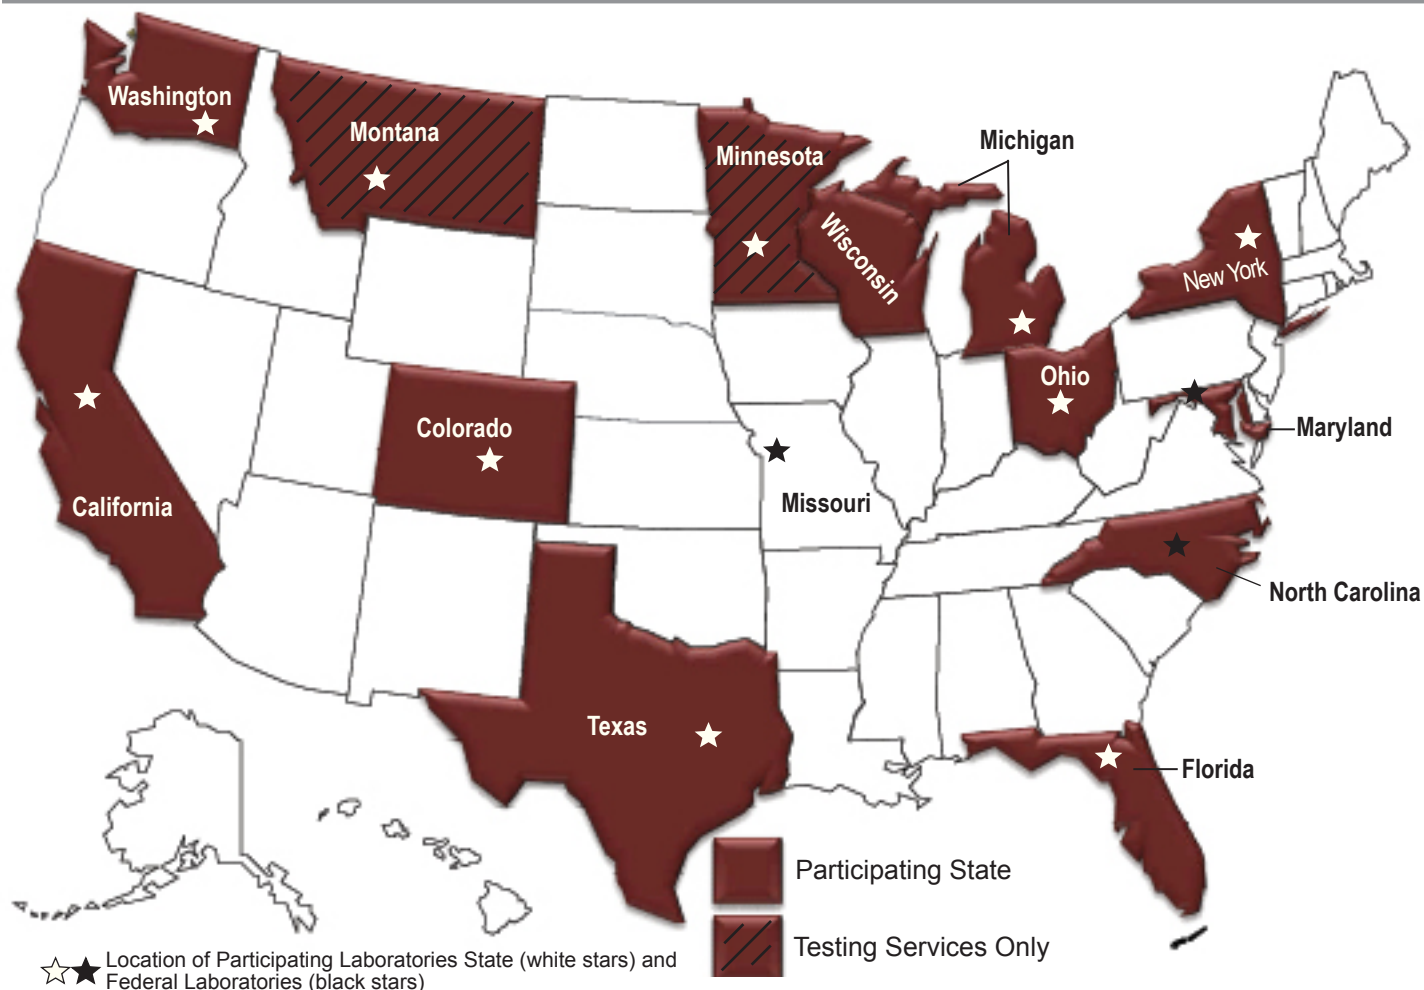 Washington
Montana
Minnesota
Michigan
Wisconsin
New York
Ohio
Colorado
Maryland
California
Missouri
North Carolina
Texas
Florida
Participating State
Testing Services Only
Location of Participating Laboratories State (white stars) and
Federal Laboratories (black stars)